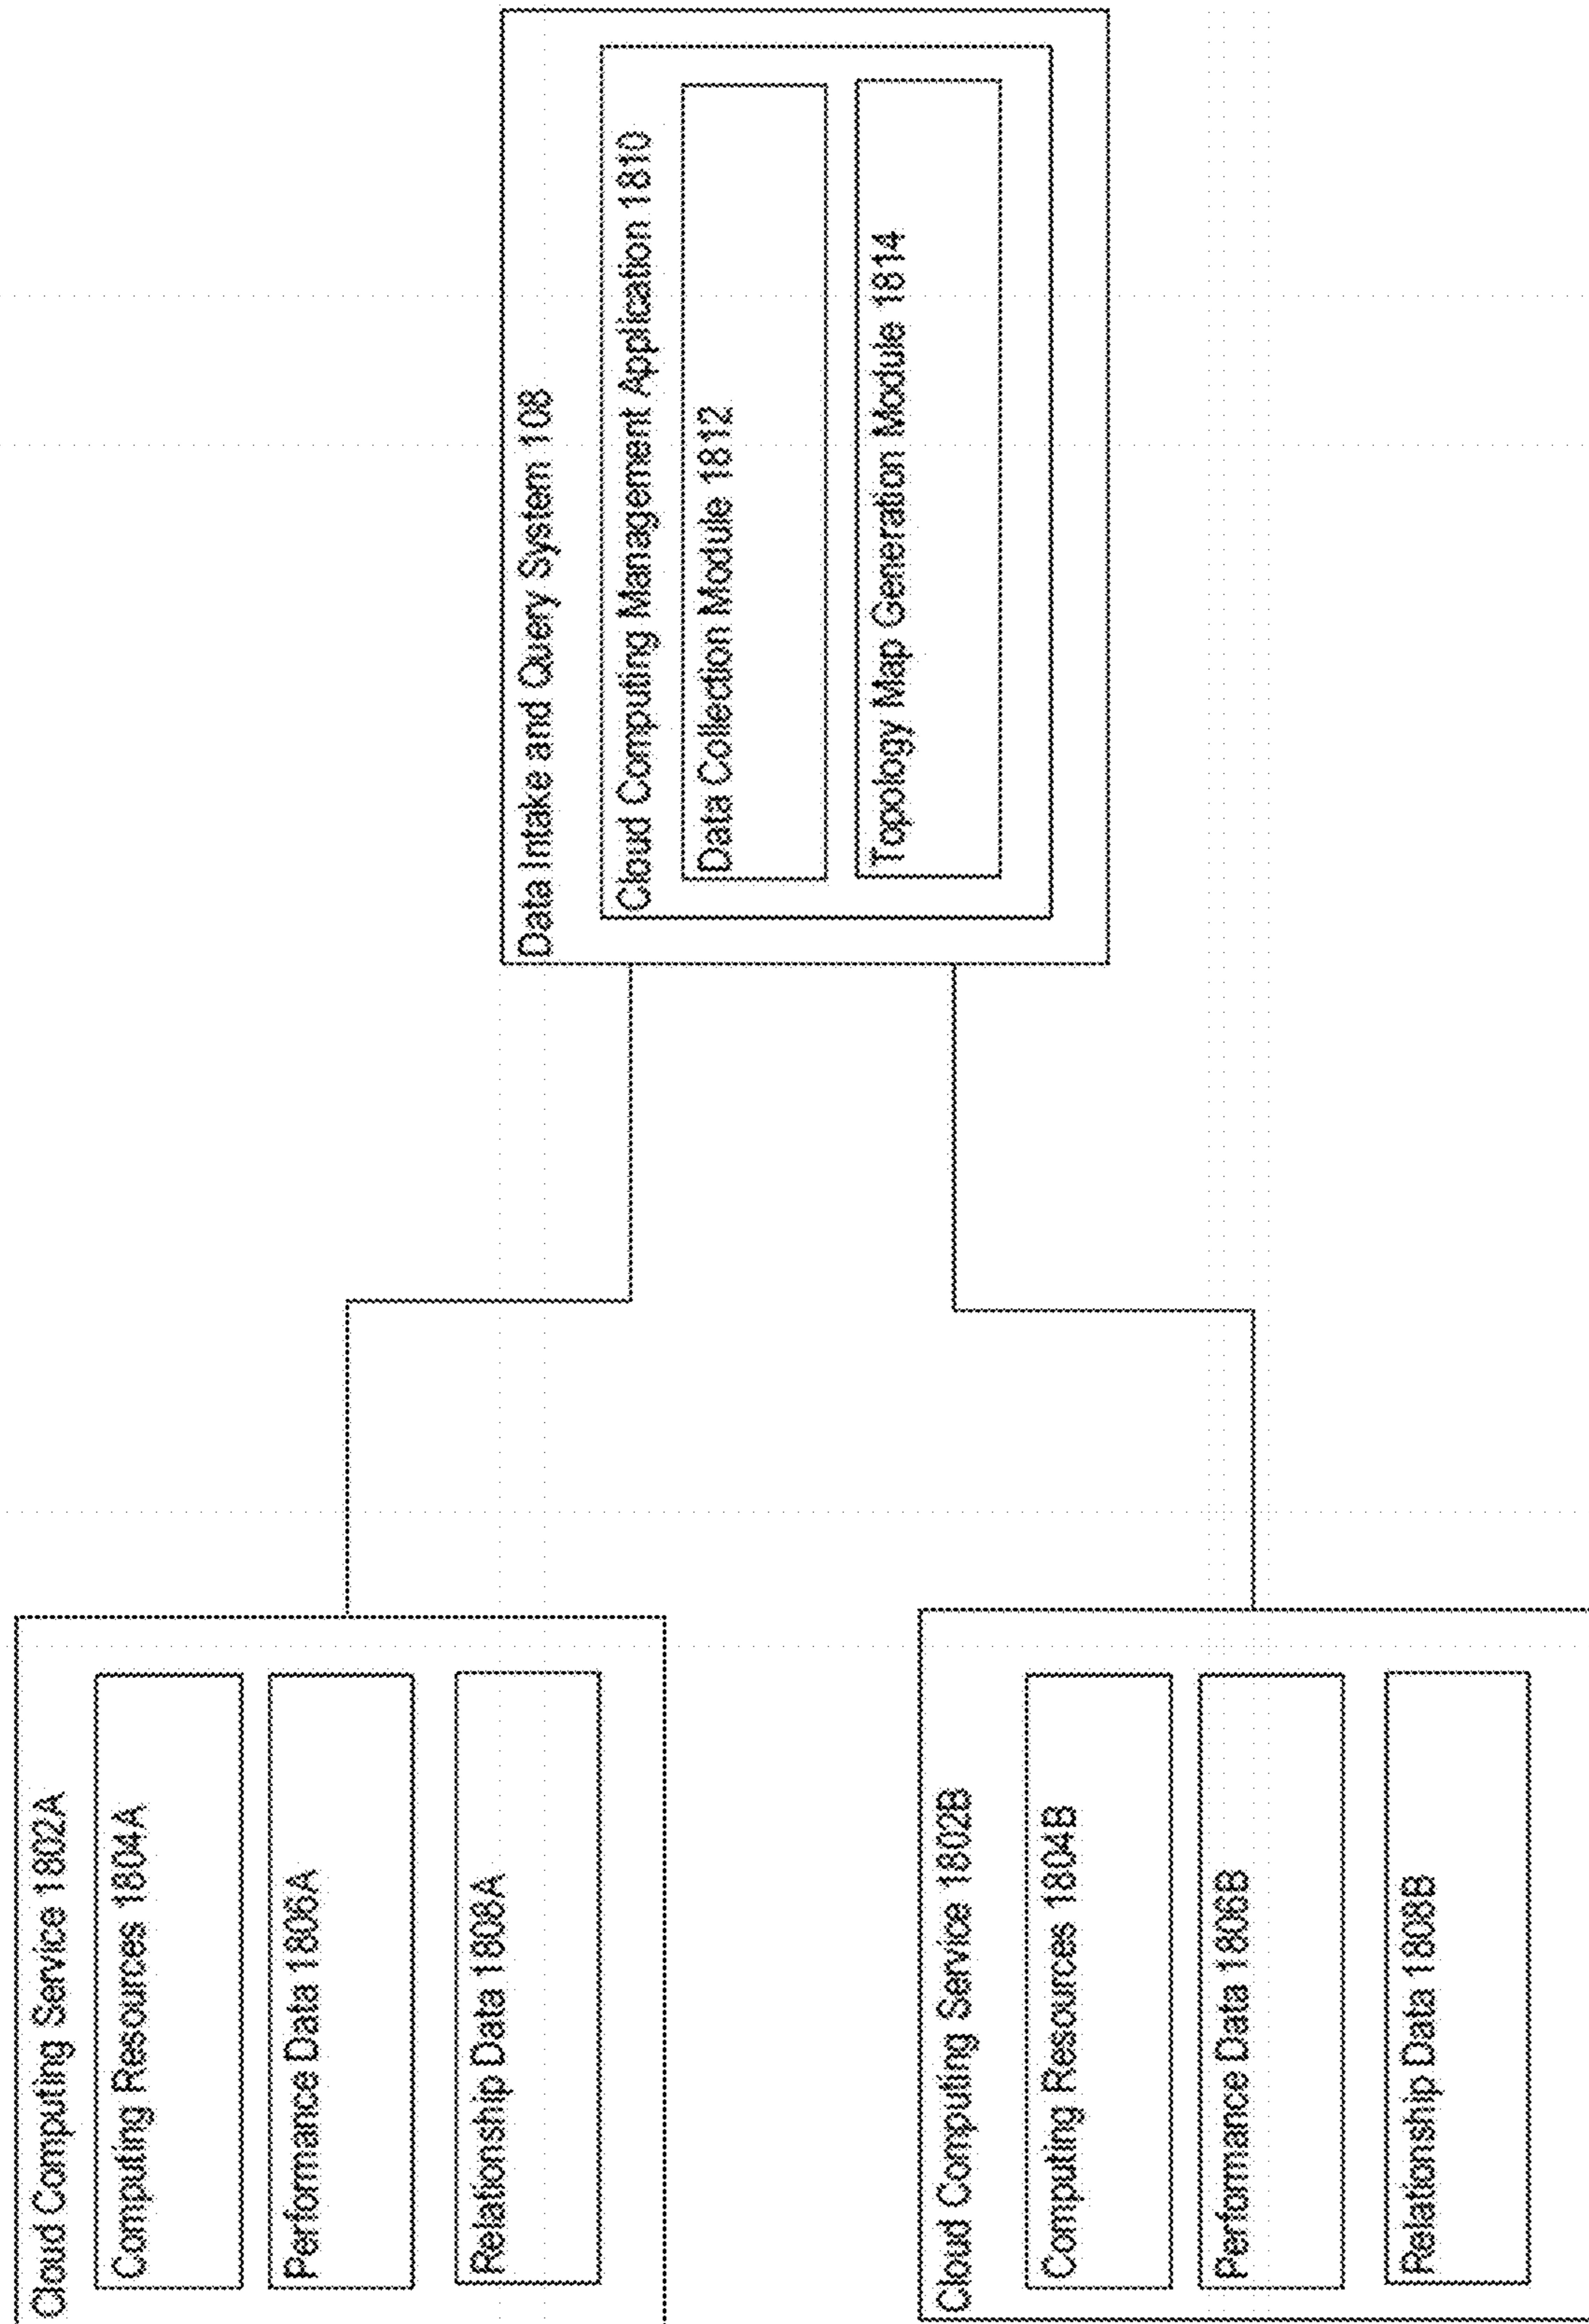 Cloud Computing Service 1802A
Computing Resources 1804A
Performance Data 1806A
Relationship Data 1808A
Cloud Computing Service 1802B
Computing Resources 1804B
Performance Data 1806B
Relationship Data 1808B
Data Intake and Query System 108
Cloud Computing Management Application 1810
Data Collection Module 1812
Topology Map Generation Module 1814